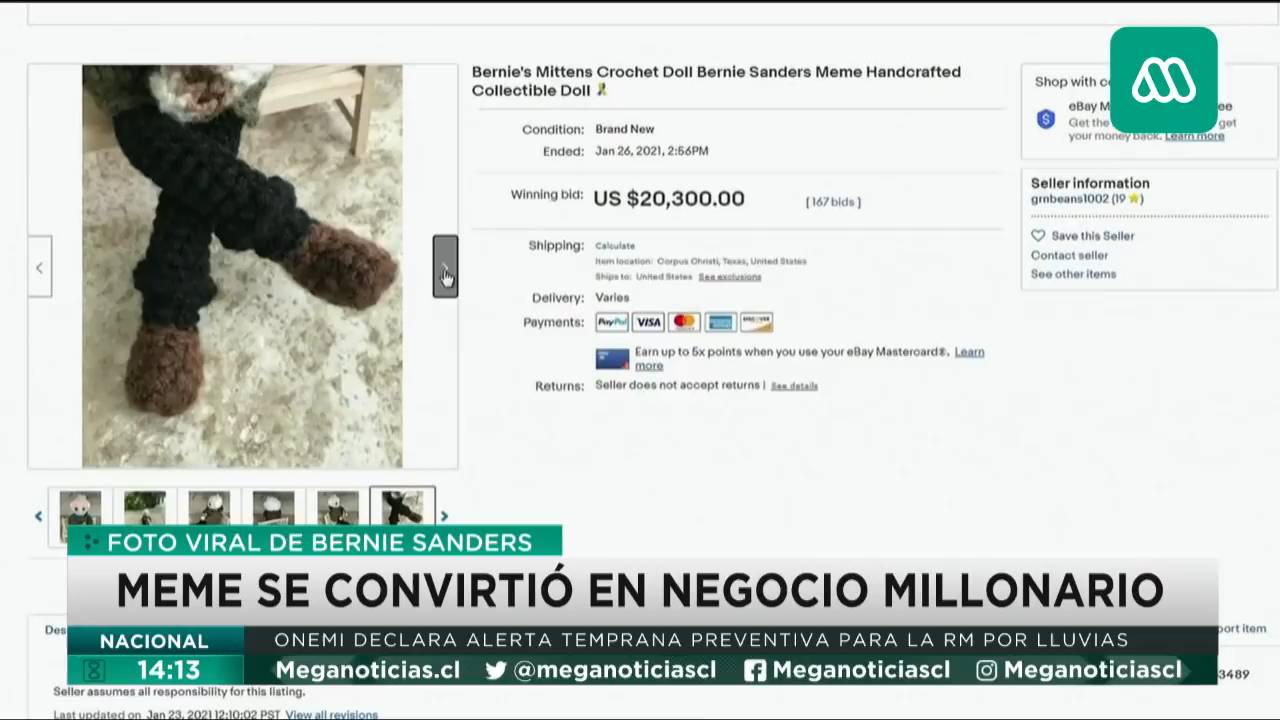 Bernie's Mittens Crochet Doll Bernie Sanders Meme Handcrafted
Collectible Doll
Condition: Brand New
Ended: Jan 26, 2021, 2:56PM
Winning bid: US $20,300.00 [ 167 bids ]
Shipping: Calculate
Item location: Corpus Christi, Texas, United States
Ships to: United States See exclusions
Delivery: Varies
Payments: PayPal VISA DISCOVER
Earn up to 5x points when you use your eBay Mastercard®. Learn
more
Returns: Seller does not accept returns | See details
Shop with
eBay
Get the get
your money back. Learn more
Seller information
grnbeans1002 (19 )
Save this Seller
Contact seller
See other items
FOTO VIRAL DE BERNIE SANDERS
MEME SE CONVIRTIÓ EN NEGOCIO MILLONARIO
NACIONAL ONEMI DECLARA ALERTA TEMPRANA PREVENTIVA PARA LA RM POR LLUVIAS
14:13 Meganoticias.cl @meganoticiascl Meganoticiascl Meganoticiascl
port item
3489
Seller assumes all responsibility for this listing.
Last updated on Jan 23, 2021 12:10:02 PST View all revisions